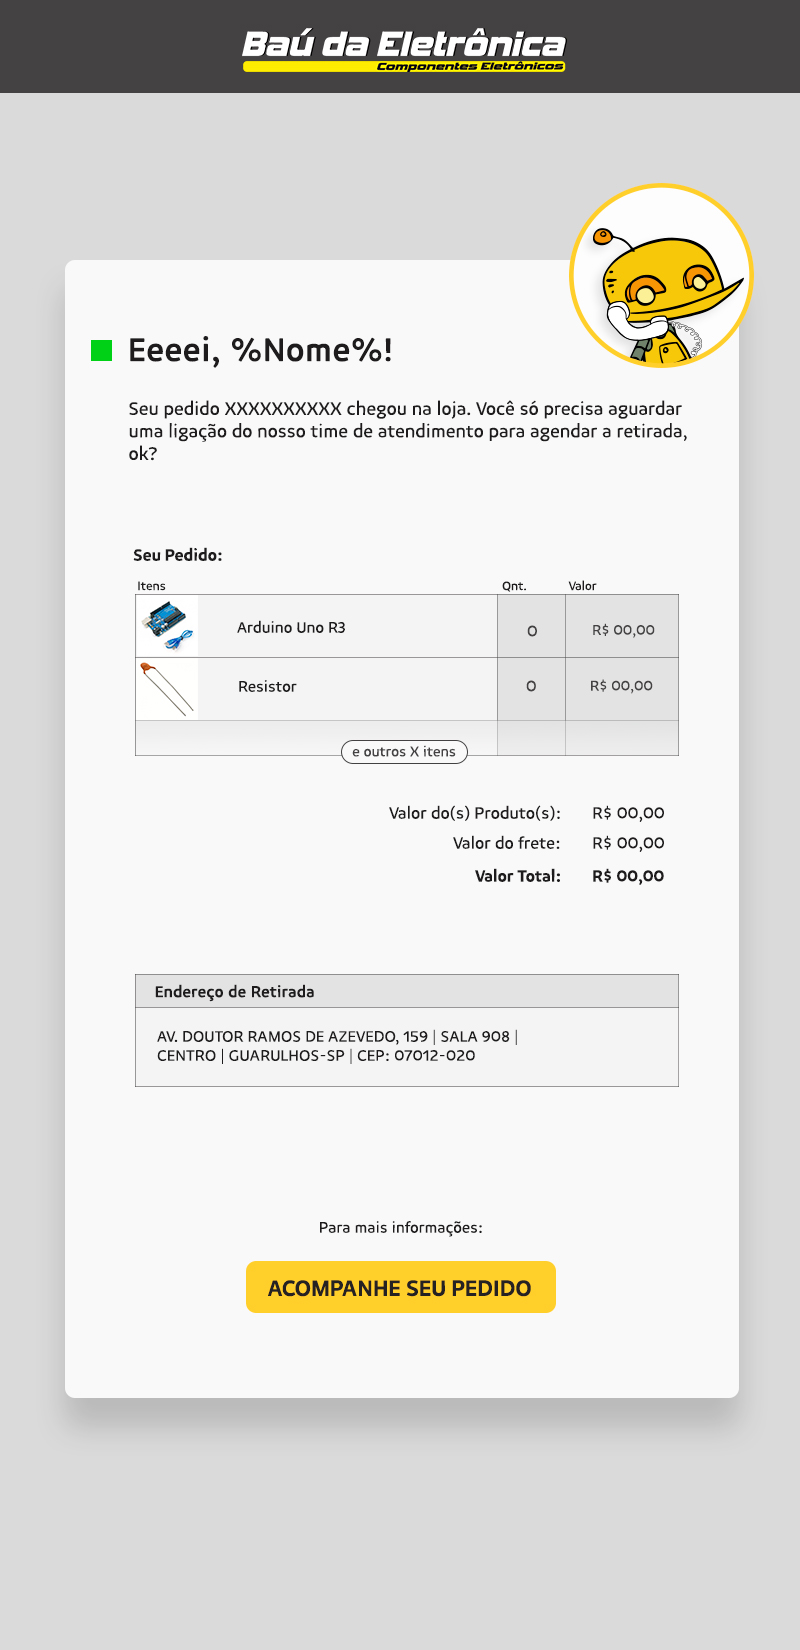 Baú da Eletrônica
Componentes Eletrônicos
Eeeei, %Nome%!
Seu pedido XXXXXXXXXX chegou na loja. Você só precisa aguardar
uma ligação do nosso time de atendimento para agendar a retirada,
ok?
Seu Pedido:
Itens Qnt. Valor
Arduino Uno R3 0 R$ 00,00
Resistor 0 R$ 00,00
e outros X itens
Valor do(s) Produto(s): R$ 00,00
Valor do frete: R$ 00,00
Valor Total: R$ 00,00
Endereço de Retirada
AV. DOUTOR RAMOS DE AZEVEDO, 159 | SALA 908 |
CENTRO | GUARULHOS-SP | CEP: 07012-020
Para mais informações:
ACOMPANHE SEU PEDIDO